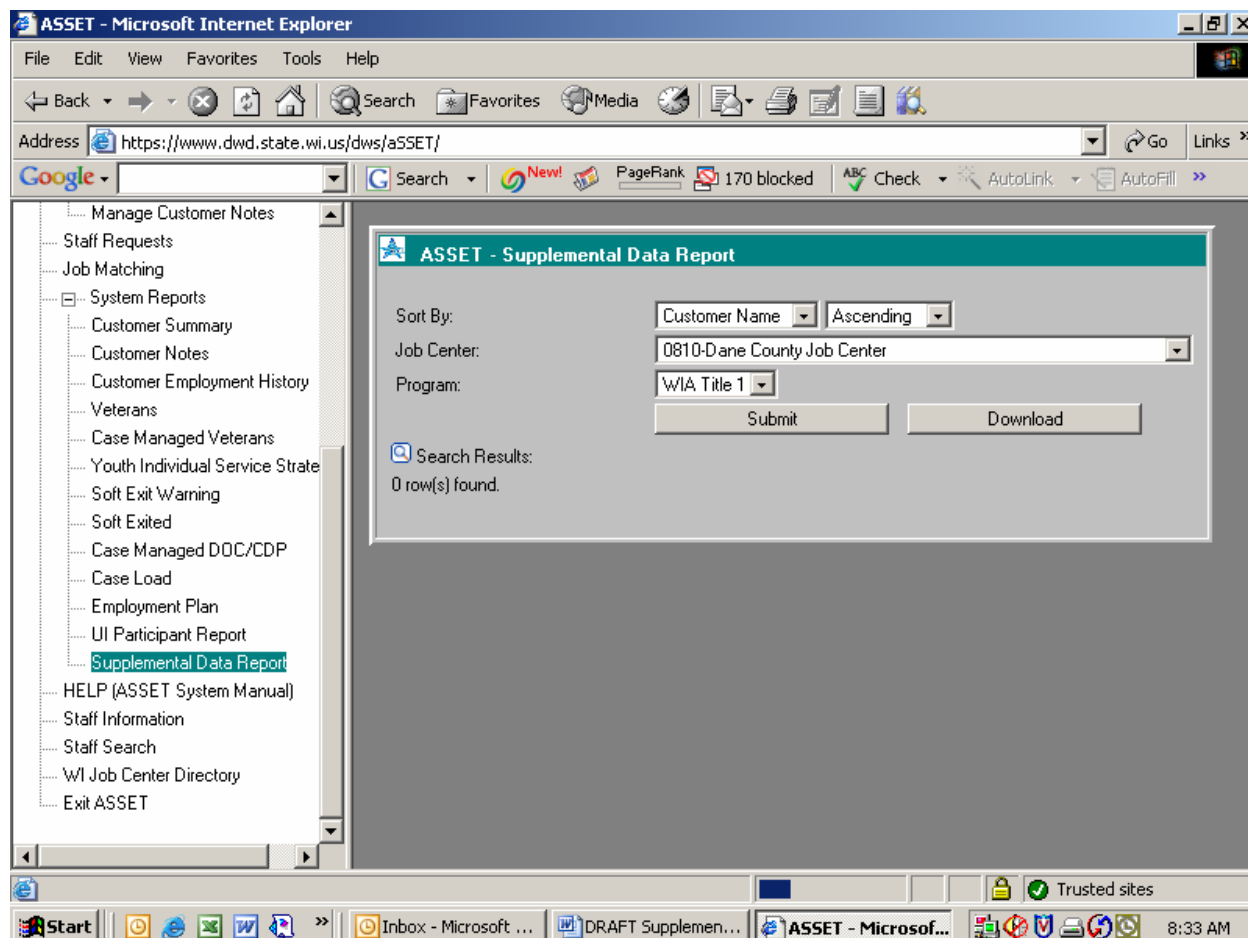 ASSET - Microsoft Internet Explorer
File Edit View Favorites Tools Help
Back Search Favorites Media
Address https://www.dwd.state.wi.us/dws/aSSET/ Go Links
Google Search New! PageRank 170 blocked ABC Check AutoLink AutoFill
Manage Customer Notes
Staff Requests
Job Matching
System Reports
Customer Summary
Customer Notes
Customer Employment History
Veterans
Case Managed Veterans
Youth Individual Service Strate
Soft Exit Warning
Soft Exited
Case Managed DOC/CDP
Case Load
Employment Plan
UI Participant Report
Supplemental Data Report
HELP (ASSET System Manual)
Staff Information
Staff Search
WI Job Center Directory
Exit ASSET
ASSET - Supplemental Data Report
Sort By: Customer Name Ascending
Job Center: 0810-Dane County Job Center
Program: WIA Title 1
Submit Download
Search Results:
0 row(s) found.
Trusted sites
Start Inbox - Microsoft ... DRAFT Supplemen... ASSET - Microsof... 8:33 AM